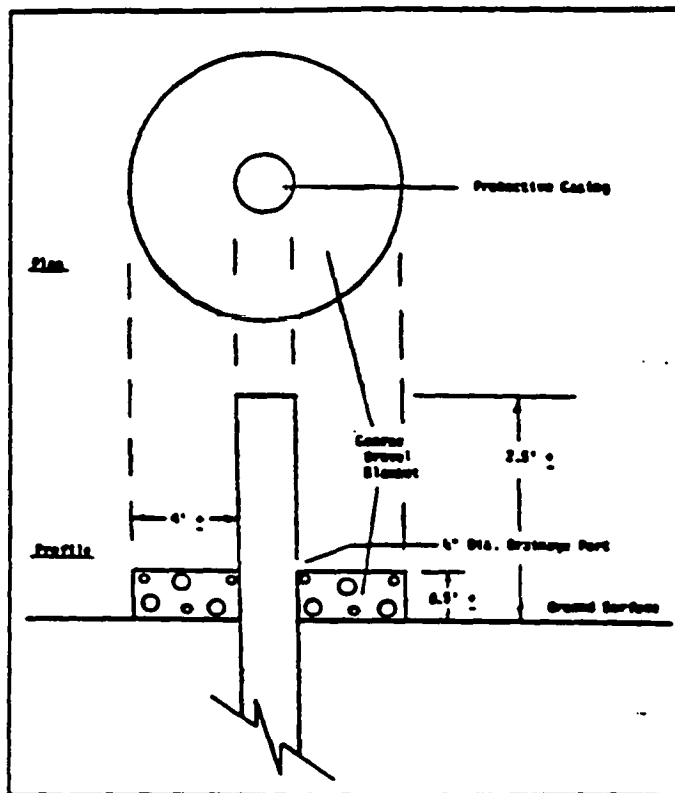 Protective Casing
Plan
Coarse
Gravel
Blanket
2.5' ±
4' ±
Profile
Dia. Drainage Port
0.5' ±
Ground Surface